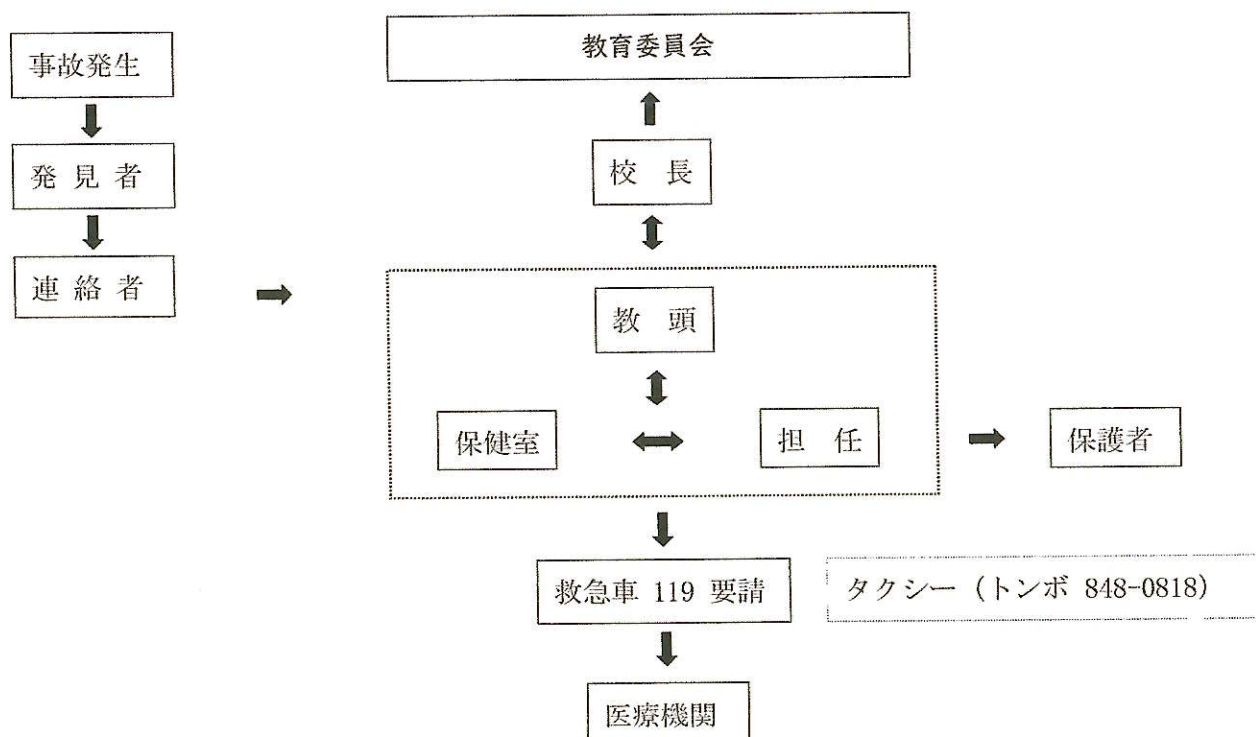 事故発生
発見者
連絡者
教育委員会
校長
教頭
保健室
担任
保護者
救急車 119 要請
タクシー（トンボ 848-0818）
医療機関